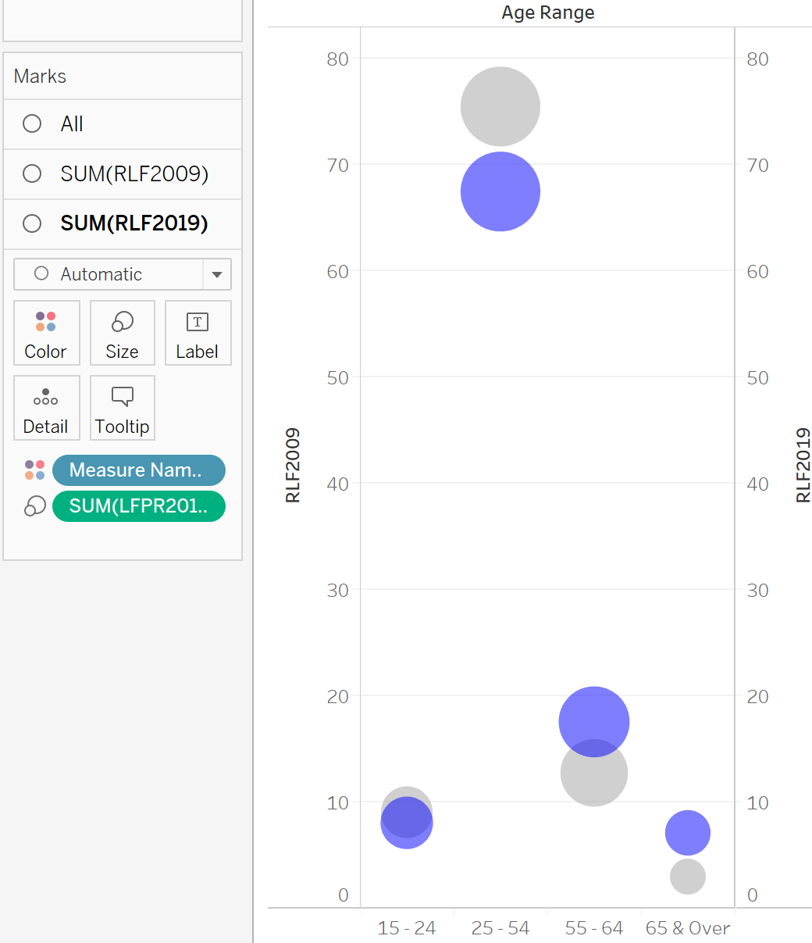 Marks
All
SUM(RLF2009)
SUM(RLF2019)
Automatic
Color
Size
T
Label
Detail
Tooltip
Measure Nam..
SUM(LFPR201..
Age Range
80
70
60
50
40
30
20
10
0
RLF2009
80
70
60
50
40
30
20
10
0
RLF2019
15 - 24
25 - 54
55 - 64
65 & Over